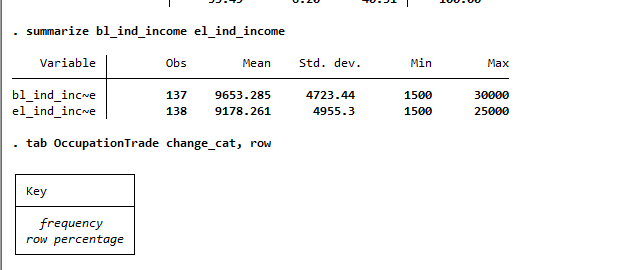 . summarize bl_ind_income el_ind_income
Variable Obs Mean Std. dev. Min Max
bl_ind_inc~e 137 9653.285 4723.44 1500 30000
el_ind_inc~e 138 9178.261 4955.3 1500 25000
. tab OccupationTrade change_cat, row
Key
frequency
row percentage